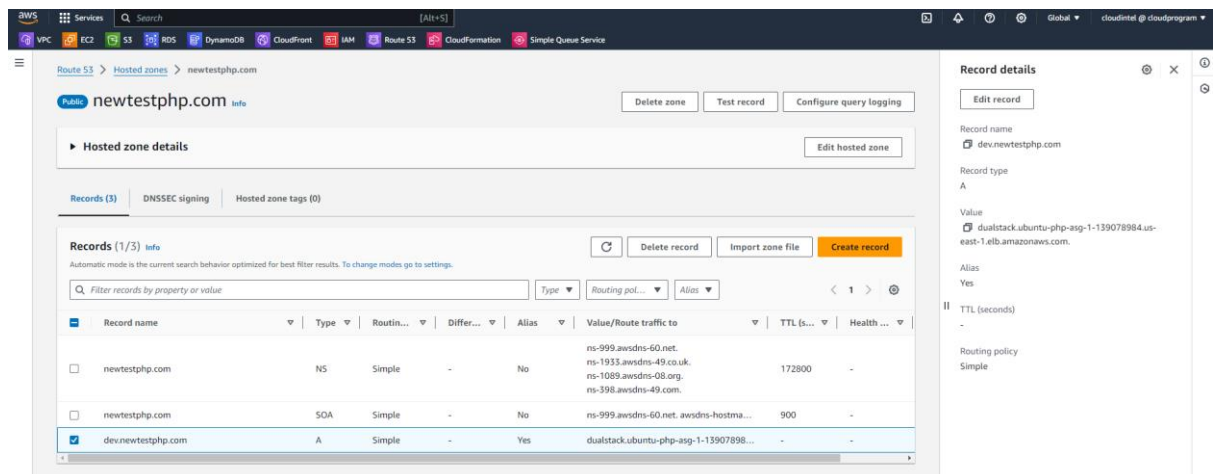 aws Services Search [Alt+S] Global cloudintel @ cloudprogram
VPC EC2 S3 RDS DynamoDB CloudFront IAM Route 53 CloudFormation Simple Queue Service
Route 53 > Hosted zones > newtestphp.com
Public newtestphp.com Info
Delete zone Test record Configure query logging
Hosted zone details Edit hosted zone
Records (3) DNSSEC signing Hosted zone tags (0)
Records (1/3) Info
Delete record Import zone file Create record
Automatic mode is the current search behavior optimized for best filter results. To change modes go to settings.
Filter records by property or value Type Routing pol... Alias 1
Record name Type Routin... Differ... Alias Value/Route traffic to TTL (s... Health ...
newtestphp.com NS Simple - No
ns-999.awsdns-60.net.
ns-1933.awsdns-49.co.uk.
ns-1089.awsdns-08.org.
ns-398.awsdns-49.com.
172800 -
newtestphp.com SOA Simple - No ns-999.awsdns-60.net. awsdns-hostma... 900 -
dev.newtestphp.com A Simple - Yes dualstack.ubuntu-php-asg-1-13907898... - -
Record details
Edit record
Record name
dev.newtestphp.com
Record type
A
Value
dualstack.ubuntu-php-asg-1-139078984.us-
east-1.elb.amazonaws.com.
Alias
Yes
TTL (seconds)
-
Routing policy
Simple